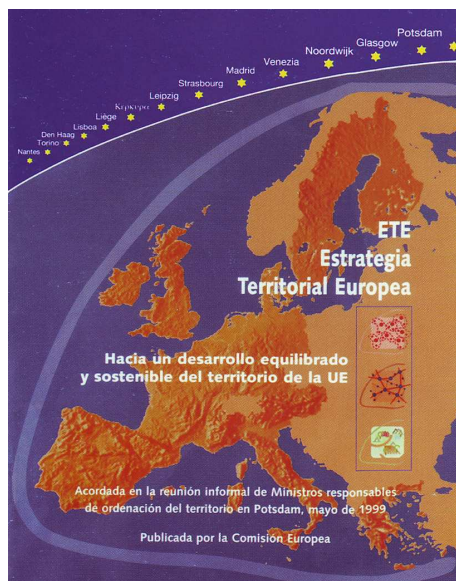 Potsdam
Glasgow
Noordwijk
Venezia
Madrid
Strasbourg
Leipzig
Κερκυρα
Liège
Lisboa
Den Haag
Torino
Nantes
ETE
Estrategia
Territorial Europea
Hacia un desarrollo equilibrado
y sostenible del territorio de la UE
Acordada en la reunión informal de Ministros responsables
de ordenación del territorio en Potsdam, mayo de 1999
Publicada por la Comisión Europea